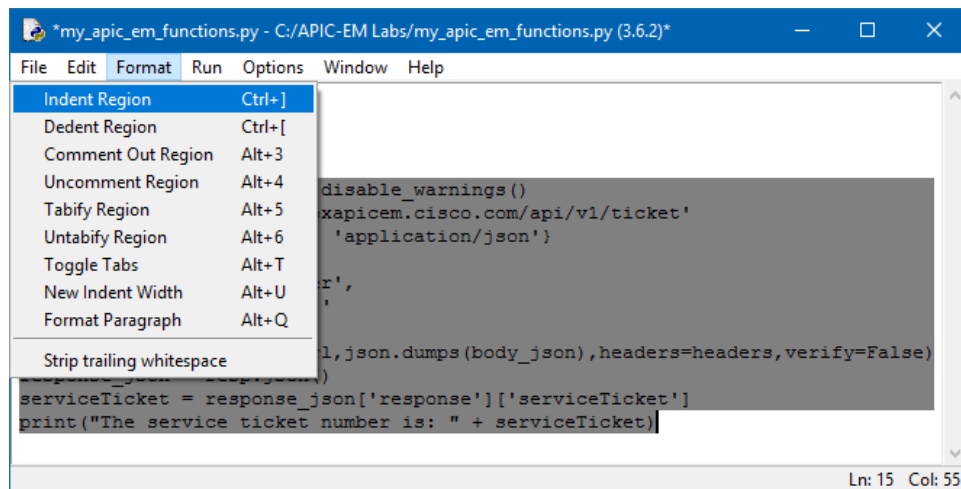 *my_apic_em_functions.py - C:/APIC-EM Labs/my_apic_em_functions.py (3.6.2)*
File Edit Format Run Options Window Help
Indent Region Ctrl+]
Dedent Region Ctrl+[
Comment Out Region Alt+3
Uncomment Region Alt+4
Tabify Region Alt+5
Untabify Region Alt+6
Toggle Tabs Alt+T
New Indent Width Alt+U
Format Paragraph Alt+Q
Strip trailing whitespace
disable_warnings()
xapicem.cisco.com/api/v1/ticket'
'application/json'}
r',
'
l,json.dumps(body_json),headers=headers,verify=False)
response_json = resp.json()
serviceTicket = response_json['response']['serviceTicket']
print("The service ticket number is: " + serviceTicket)
Ln: 15 Col: 55